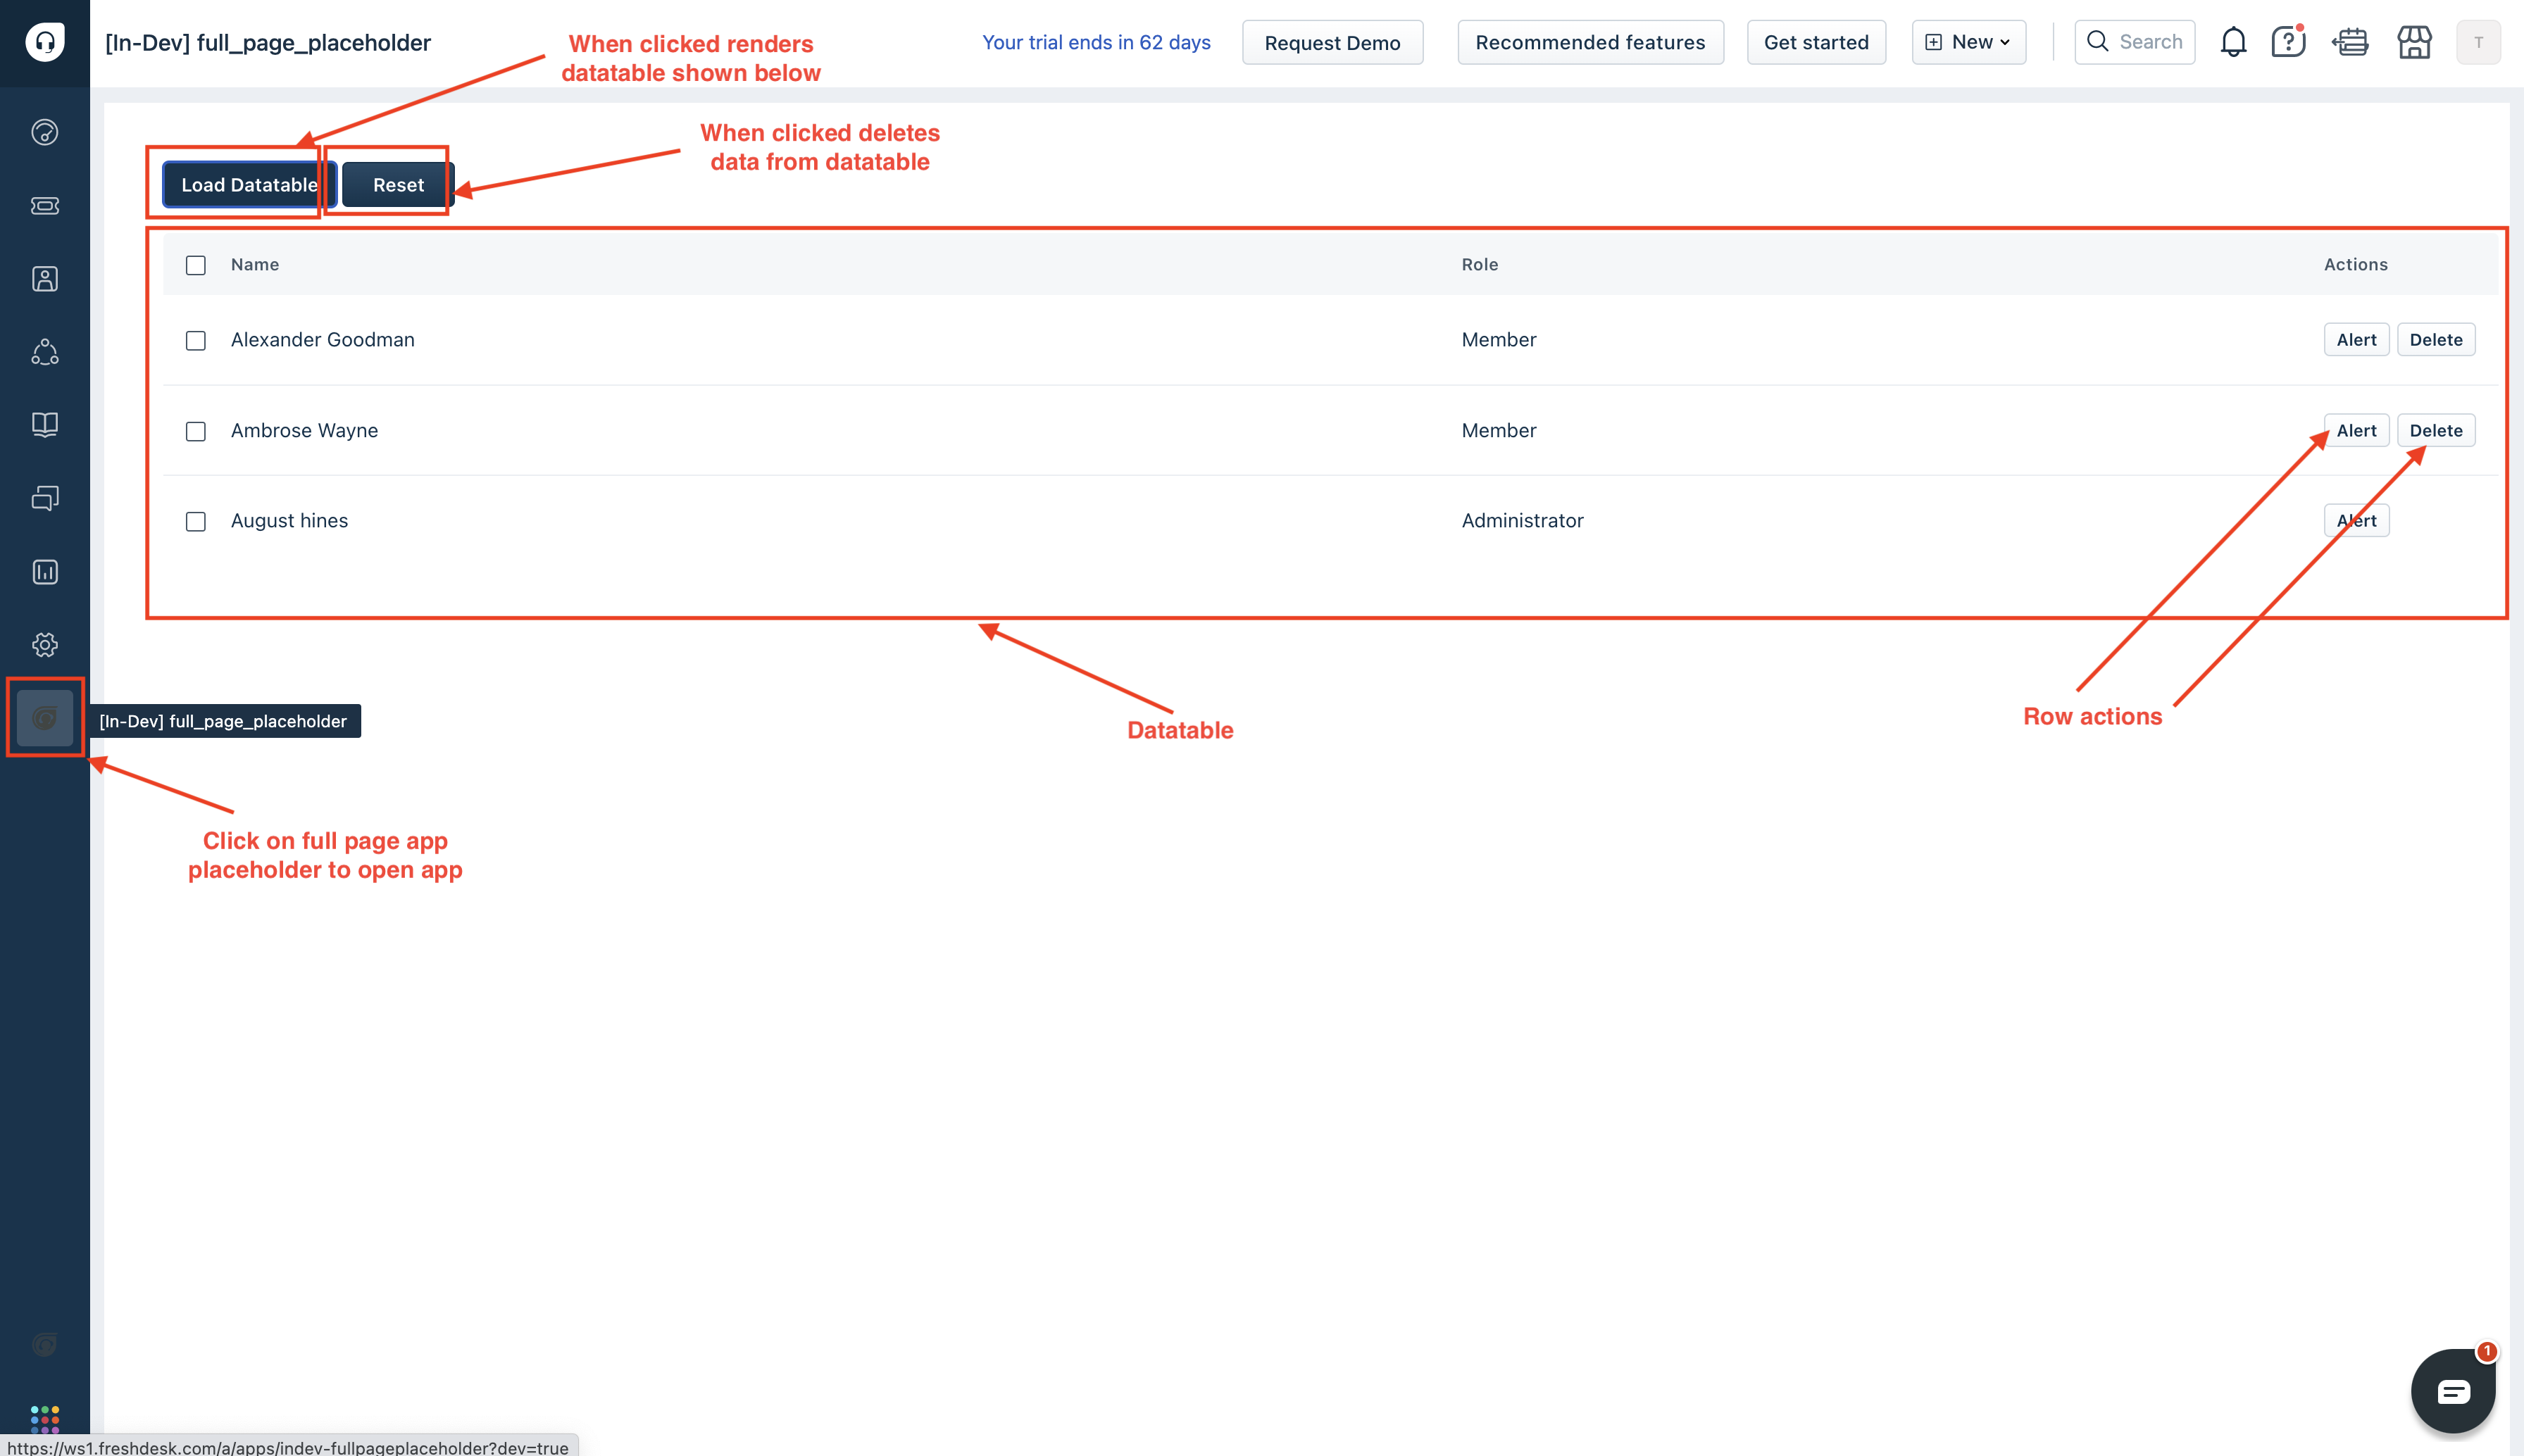 [In-Dev] full_page_placeholder
Your trial ends in 62 days
Request Demo
Recommended features
Get started
New
Search
T
When clicked renders
datatable shown below
When clicked deletes
data from datatable
Load Datatable
Reset
Name Role Actions
Alexander Goodman Member Alert Delete
Ambrose Wayne Member Alert Delete
August hines Administrator Alert
[In-Dev] full_page_placeholder
Datatable
Row actions
Click on full page app
placeholder to open app
1
https://ws1.freshdesk.com/a/apps/indev-fullpageplaceholder?dev=true